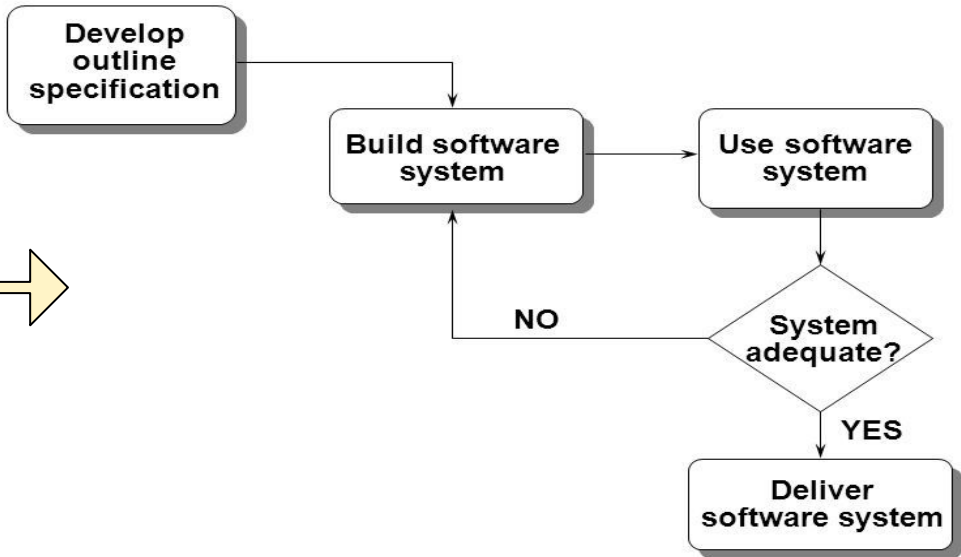 Develop
outline
specification
Build software
system
Use software
system
NO
System
adequate?
YES
Deliver
software system